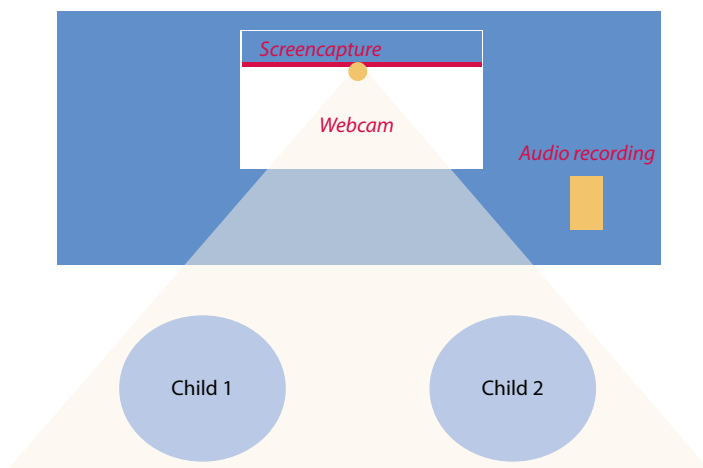 Screencapture
Webcam
Audio recording
Child 1
Child 2